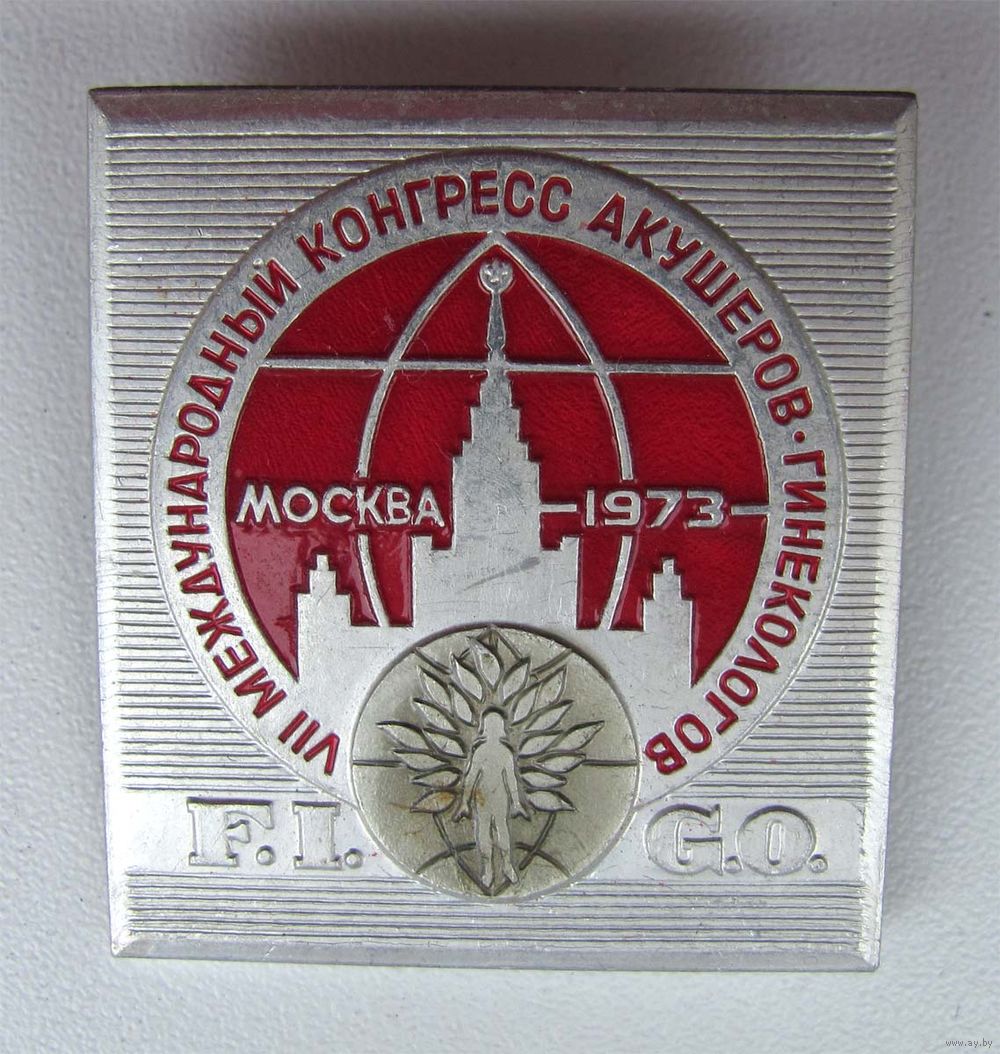 VII МЕЖДУНАРОДНЫЙ КОНГРЕСС АКУШЕРОВ·ГИНЕКОЛОГОВ
МОСКВА 1973
F.I. G.O.
www.ay.by